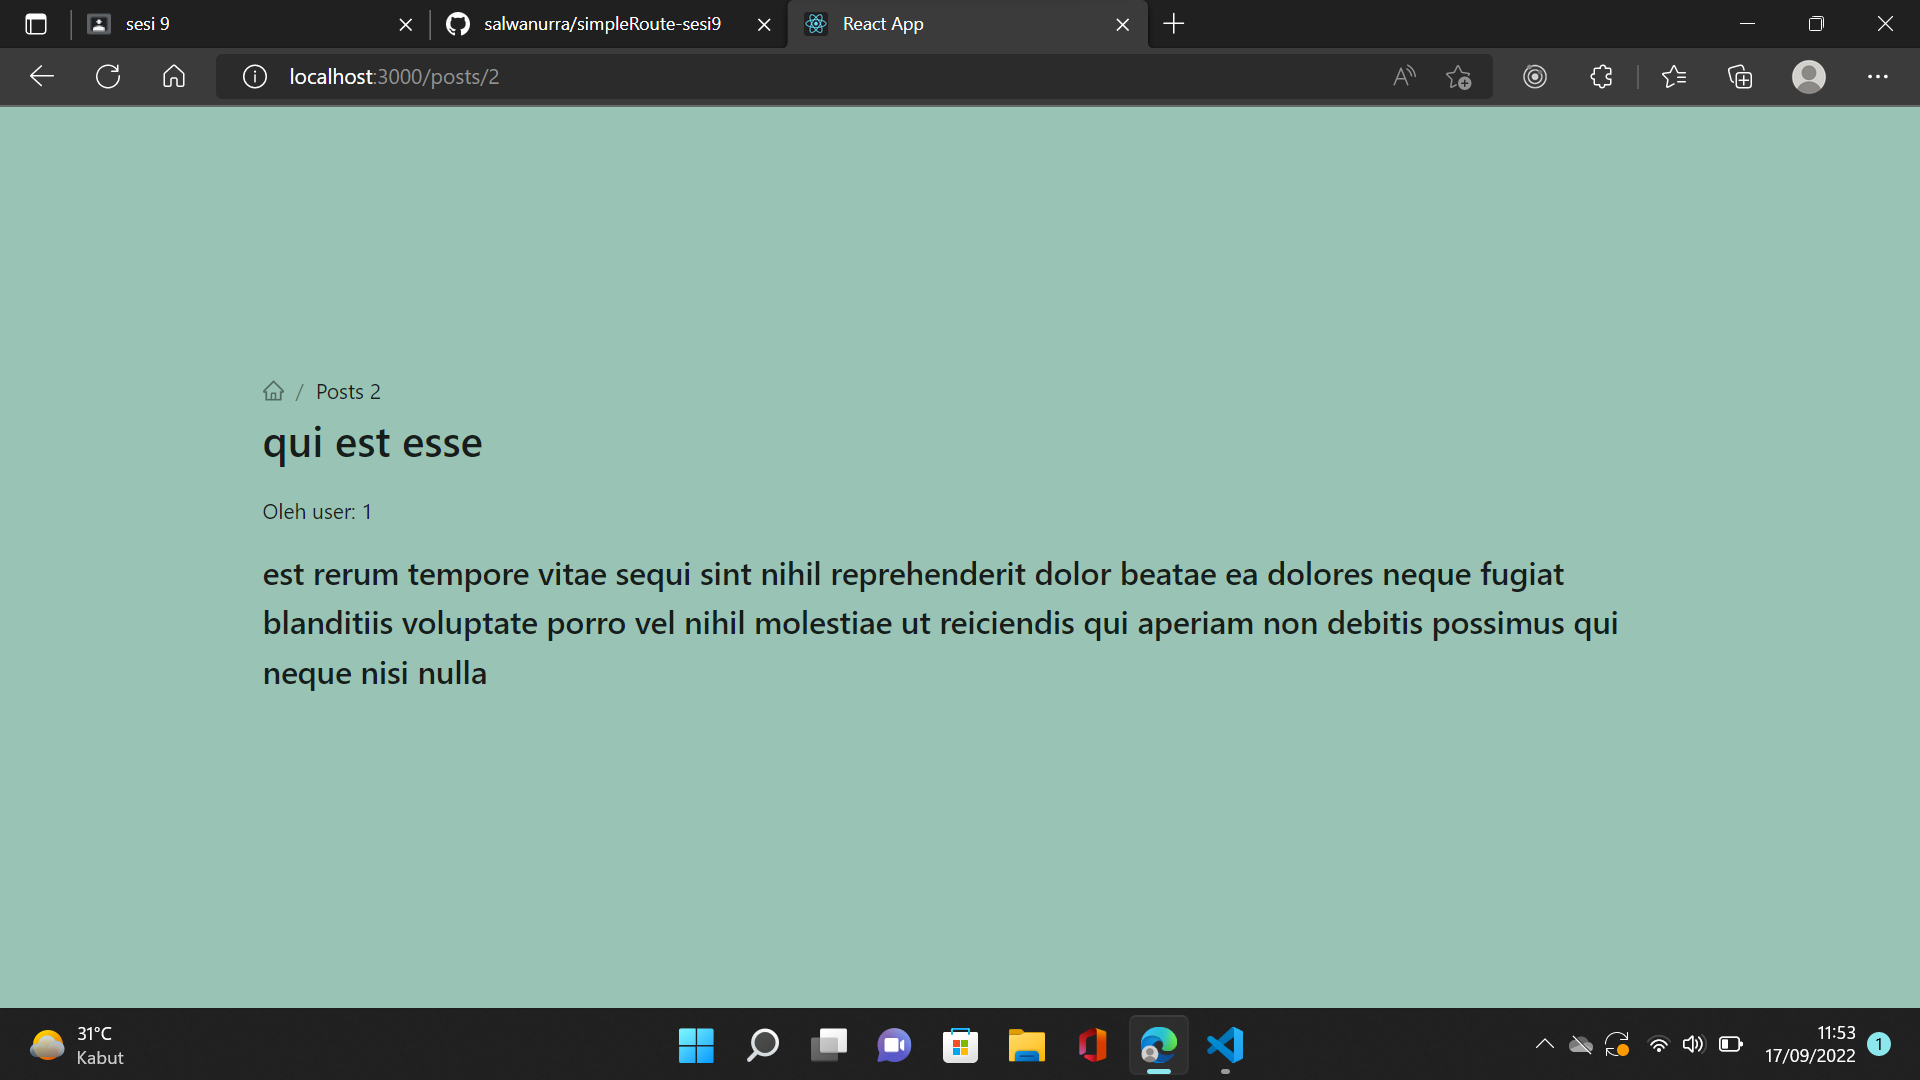 sesi 9
salwanurra/simpleRoute-sesi9
React App
localhost:3000/posts/2
/ Posts 2
qui est esse
Oleh user: 1
est rerum tempore vitae sequi sint nihil reprehenderit dolor beatae ea dolores neque fugiat
blanditiis voluptate porro vel nihil molestiae ut reiciendis qui aperiam non debitis possimus qui
neque nisi nulla
31°C
Kabut
11:53
17/09/2022
1